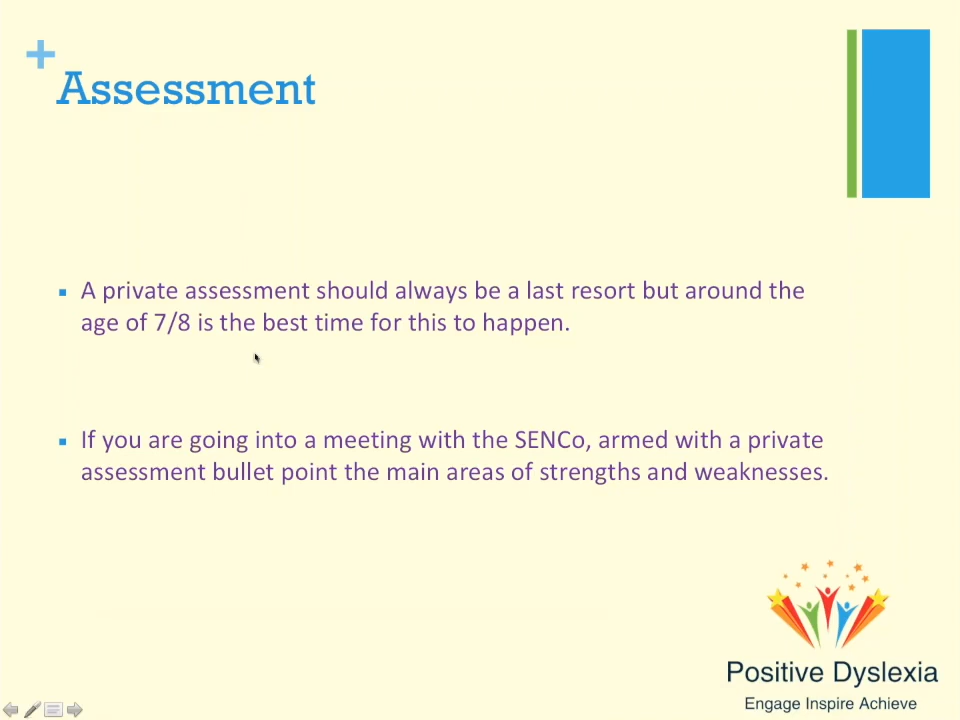 +
Assessment
A private assessment should always be a last resort but around the
age of 7/8 is the best time for this to happen.
If you are going into a meeting with the SENCo, armed with a private
assessment bullet point the main areas of strengths and weaknesses.
Positive Dyslexia
Engage Inspire Achieve